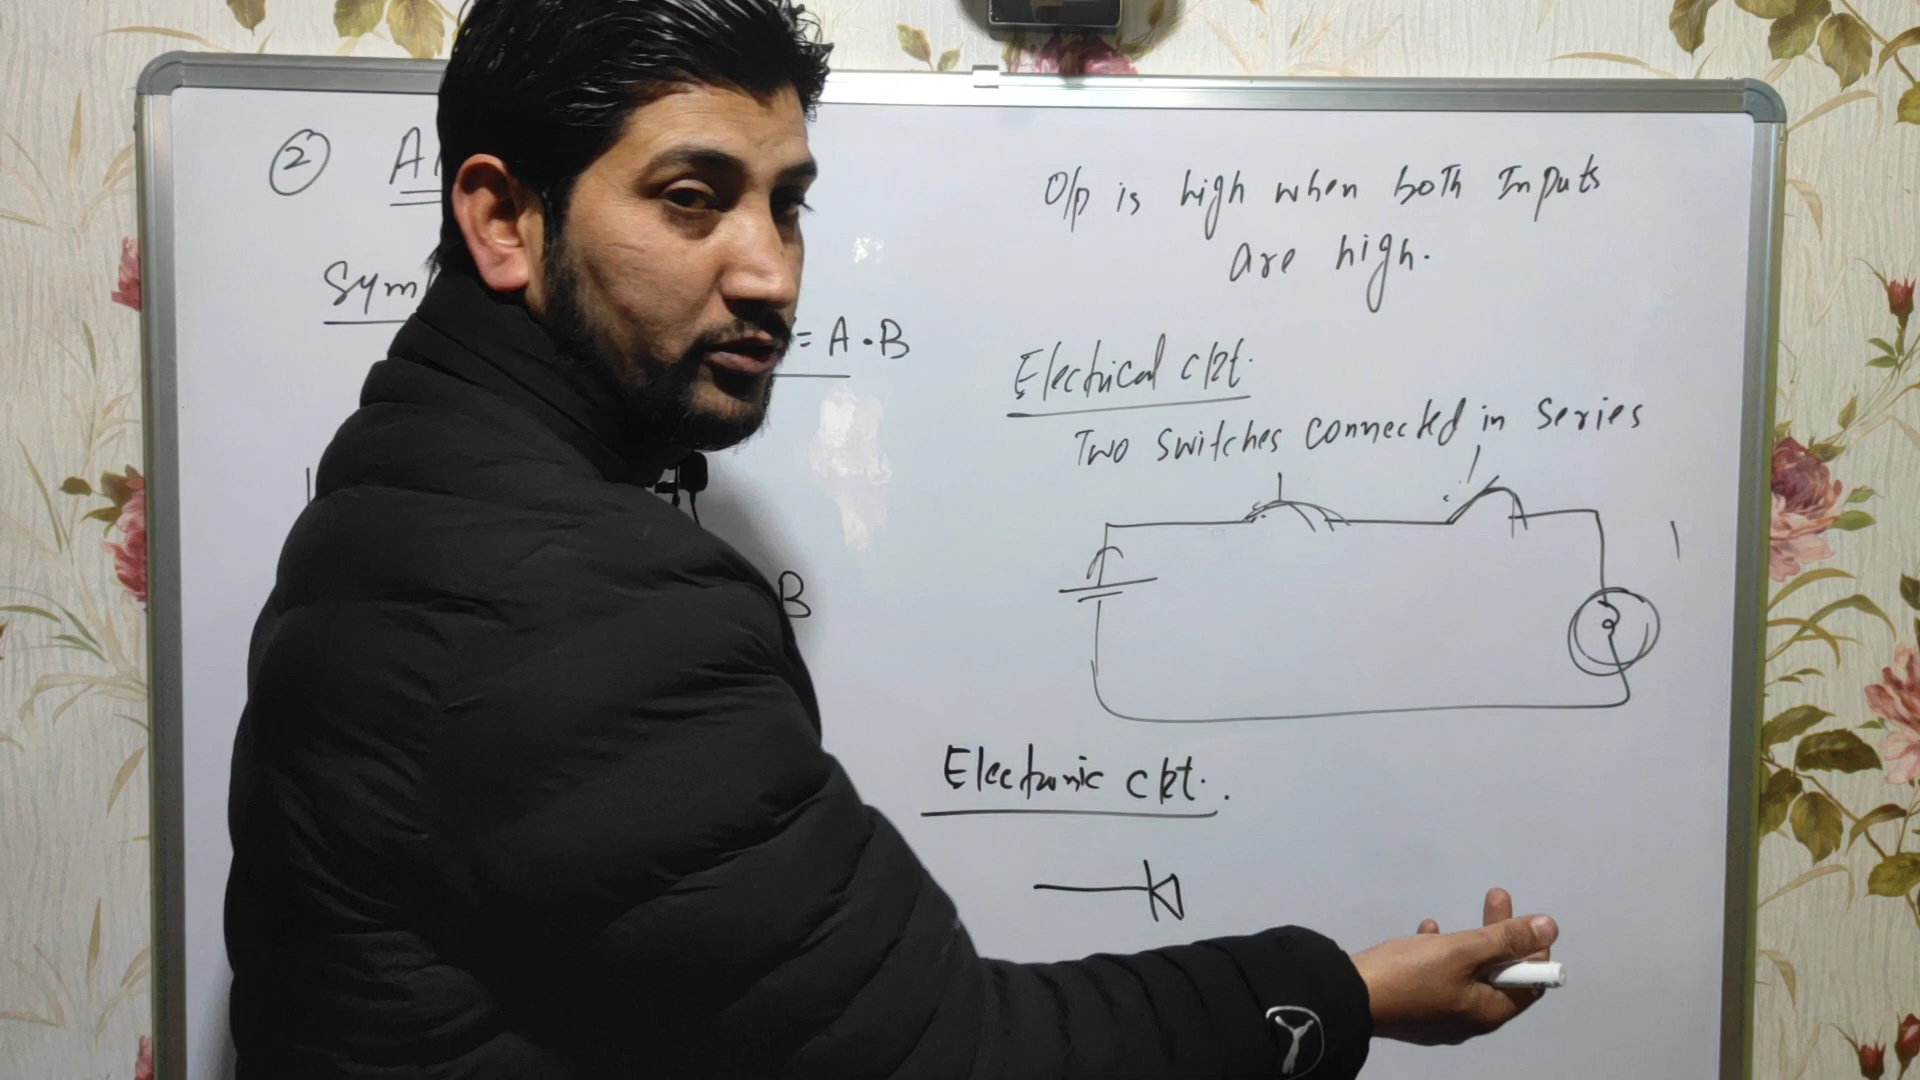 ②
Sym
= A · B
B
O/p is high when both Inputs
are high.
Electrical ckt.
Two switches connected in series
Electronic ckt.